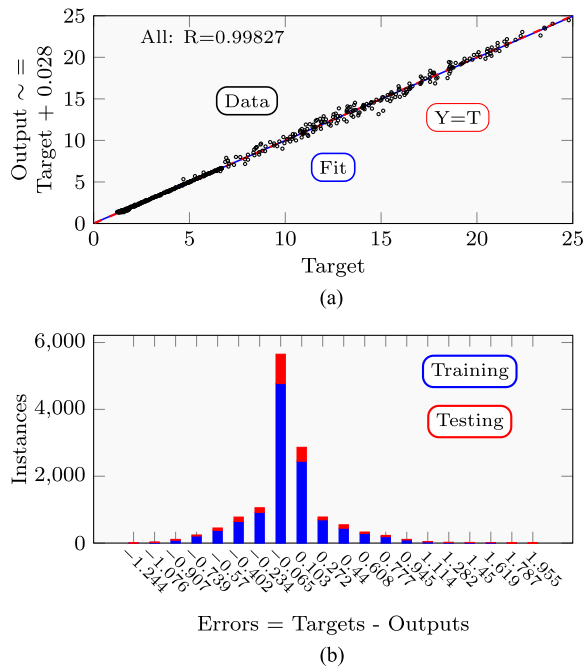 All: R=0.99827
Output ∼ =
Target + 0.028
25
20
15
10
5
0
Data
Y=T
Fit
0 5 10 15 20 25
Target
(a)
6,000
4,000
2,000
0
Instances
Training
Testing
−1.244 −1.076 −0.907 −0.739 −0.57 −0.402 −0.234 −0.065 0.103 0.272 0.44 0.608 0.777 0.945 1.114 1.282 1.45 1.619 1.787 1.955
Errors = Targets - Outputs
(b)